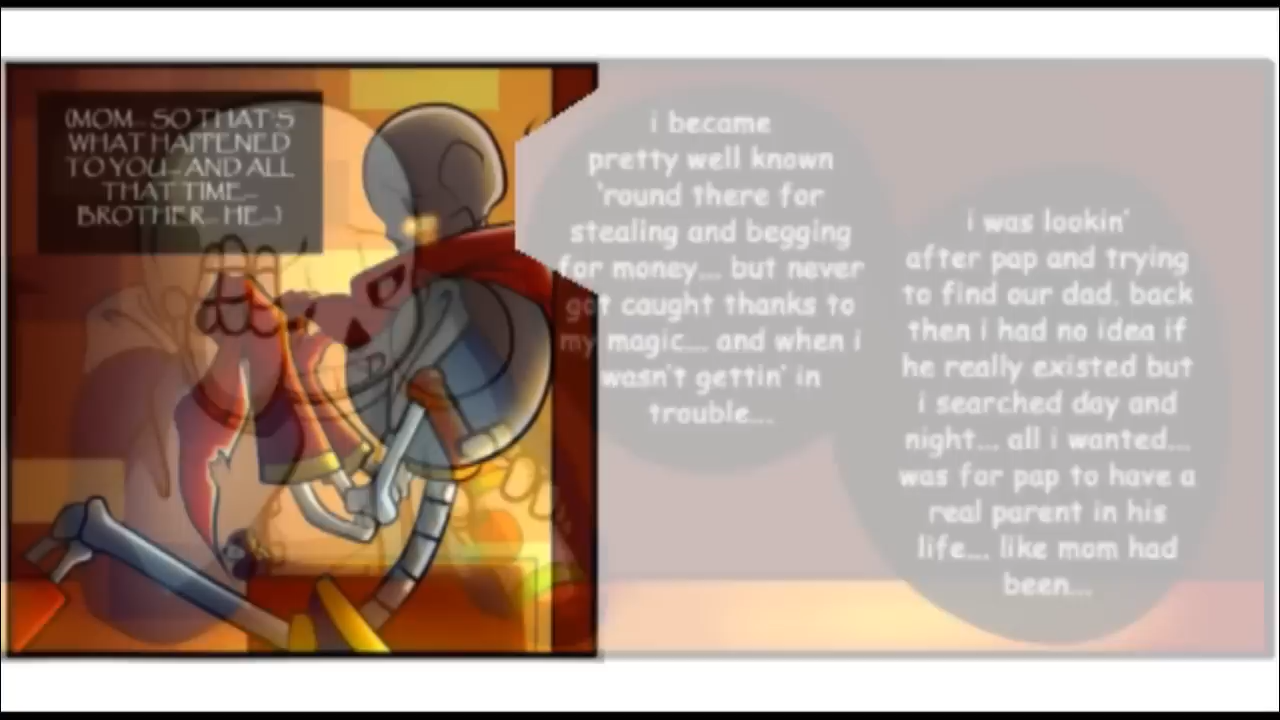 (MOM... SO THAT'S
WHAT HAPPENED
TO YOU... AND ALL
THAT TIME...
BROTHER... HE...)
i became
pretty well known
'round there for
stealing and begging
for money... but never
got caught thanks to
my magic... and when i
wasn't gettin' in
trouble...
i was lookin'
after pap and trying
to find our dad. back
then i had no idea if
he really existed but
i searched day and
night... all i wanted...
was for pap to have a
real parent in his
life... like mom had
been...